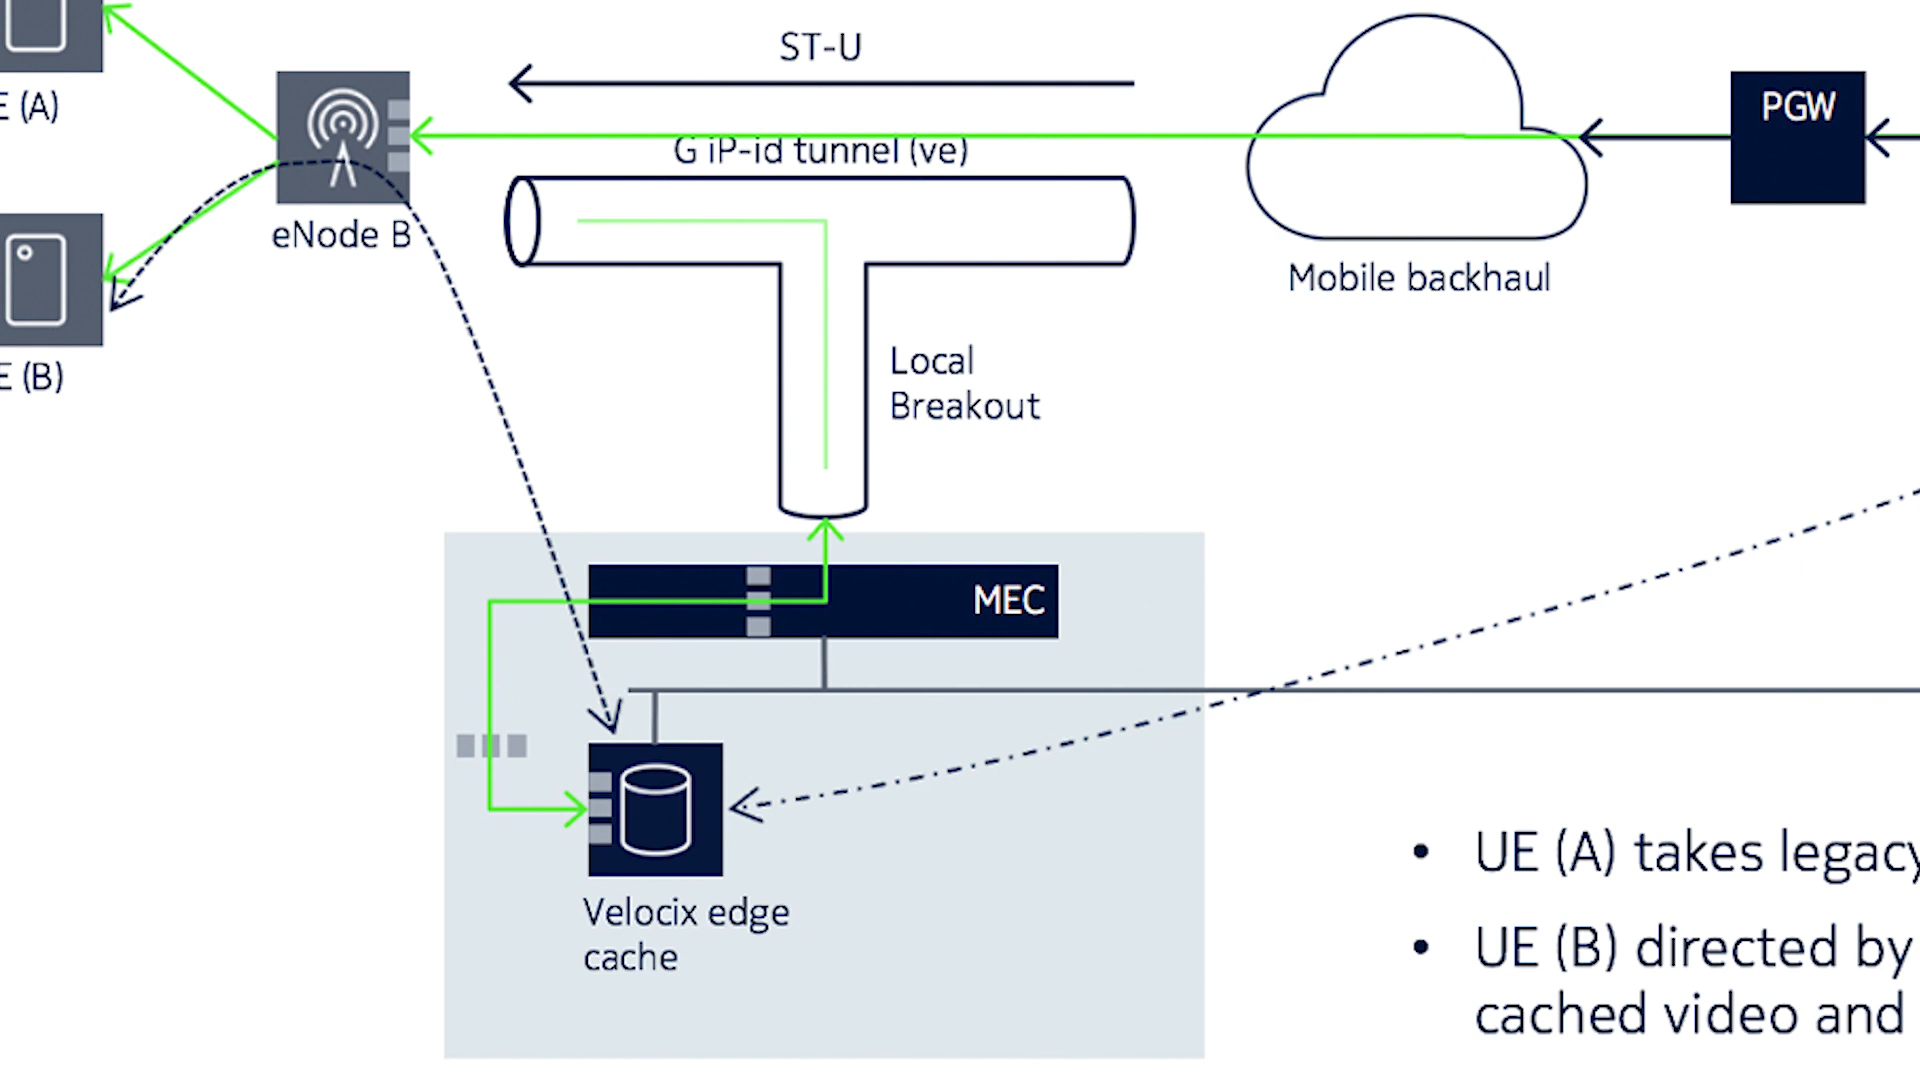 ST-U
PGW
E (A)
G iP-id tunnel (ve)
eNode B
Mobile backhaul
Local
Breakout
E (B)
MEC
Velocix edge
cache
• UE (A) takes legacy
• UE (B) directed by
cached video and